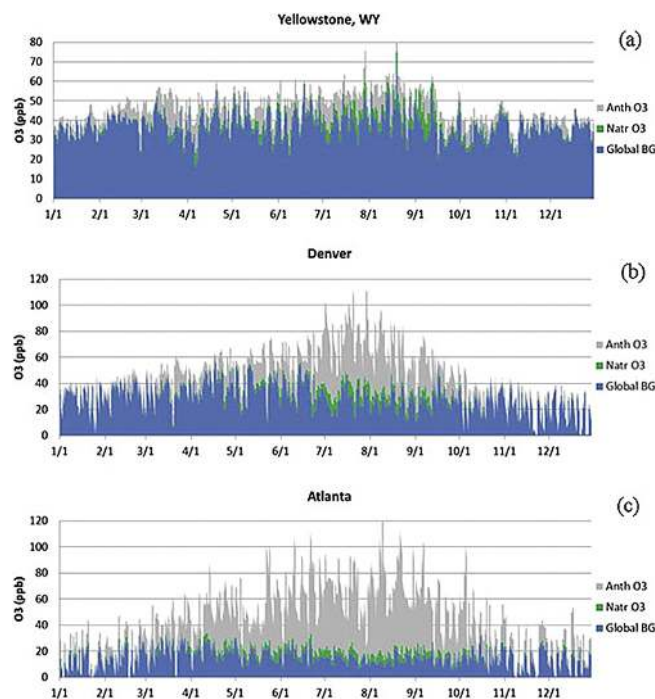 Yellowstone, WY
(a)
80
70
60
50
40
30
20
10
0
O3 (ppb)
1/1 2/1 3/1 4/1 5/1 6/1 7/1 8/1 9/1 10/1 11/1 12/1
Anth O3
Natr O3
Global BG
Denver
(b)
120
100
80
60
40
20
0
O3 (ppb)
1/1 2/1 3/1 4/1 5/1 6/1 7/1 8/1 9/1 10/1 11/1 12/1
Anth O3
Natr O3
Global BG
Atlanta
(c)
120
100
80
60
40
20
0
O3 (ppb)
1/1 2/1 3/1 4/1 5/1 6/1 7/1 8/1 9/1 10/1 11/1 12/1
Anth O3
Natr O3
Global BG